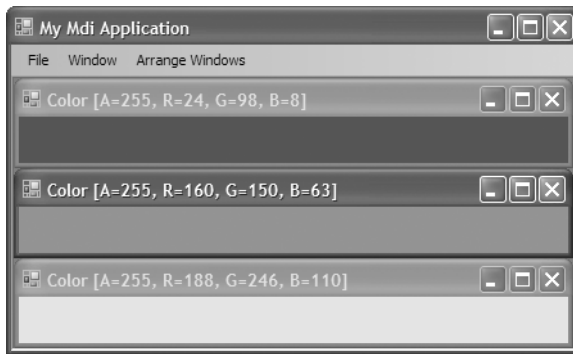 My Mdi Application
File Window Arrange Windows
Color [A=255, R=24, G=98, B=8]
Color [A=255, R=160, G=150, B=63]
Color [A=255, R=188, G=246, B=110]